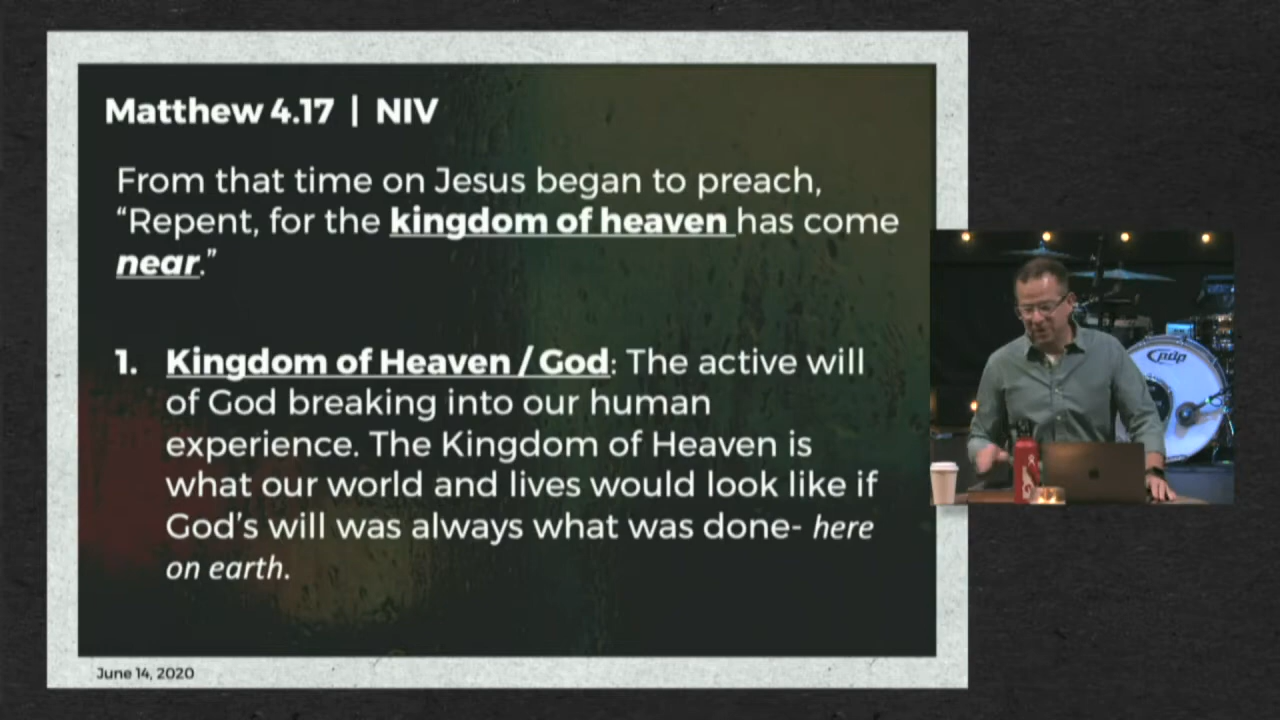 Matthew 4.17 | NIV
From that time on Jesus began to preach,
“Repent, for the kingdom of heaven has come
near.”
1. Kingdom of Heaven / God: The active will
of God breaking into our human
experience. The Kingdom of Heaven is
what our world and lives would look like if
God’s will was always what was done- here
on earth.
June 14, 2020
pdp